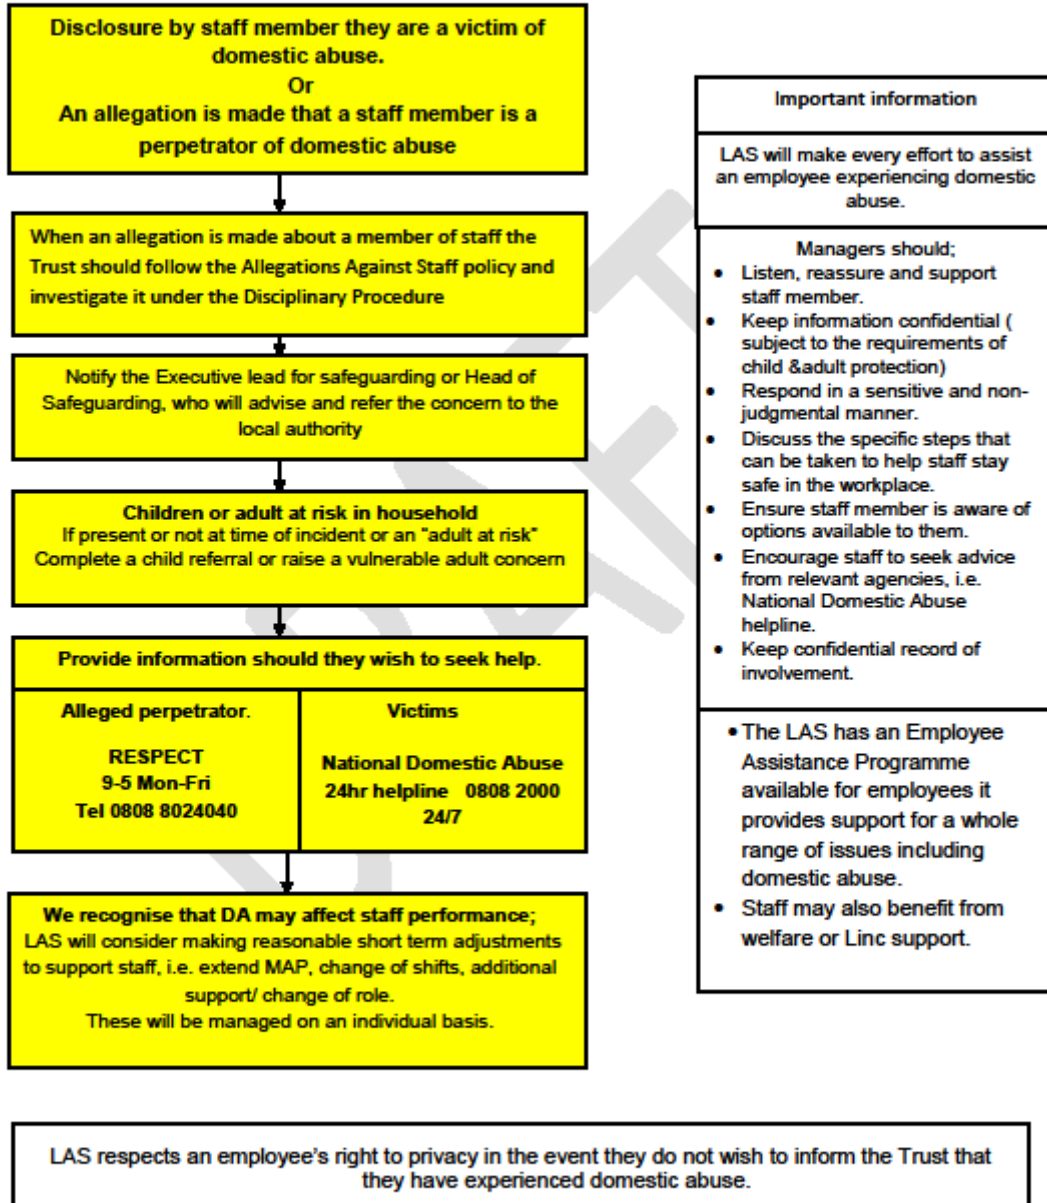 Disclosure by staff member they are a victim of
domestic abuse.
Or
An allegation is made that a staff member is a
perpetrator of domestic abuse
When an allegation is made about a member of staff the
Trust should follow the Allegations Against Staff policy and
investigate it under the Disciplinary Procedure
Notify the Executive lead for safeguarding or Head of
Safeguarding, who will advise and refer the concern to the
local authority
Children or adult at risk in household
If present or not at time of incident or an "adult at risk"
Complete a child referral or raise a vulnerable adult concern
Provide information should they wish to seek help.
Alleged perpetrator.
RESPECT
9-5 Mon-Fri
Tel 0808 8024040
Victims
National Domestic Abuse
24hr helpline 0808 2000
24/7
We recognise that DA may affect staff performance;
LAS will consider making reasonable short term adjustments
to support staff, i.e. extend MAP, change of shifts, additional
support/ change of role.
These will be managed on an individual basis.
Important information
LAS will make every effort to assist
an employee experiencing domestic
abuse.
Managers should;
• Listen, reassure and support
staff member.
• Keep information confidential (
subject to the requirements of
child &adult protection)
• Respond in a sensitive and non-
judgmental manner.
• Discuss the specific steps that
can be taken to help staff stay
safe in the workplace.
• Ensure staff member is aware of
options available to them.
• Encourage staff to seek advice
from relevant agencies, i.e.
National Domestic Abuse
helpline.
• Keep confidential record of
involvement.
• The LAS has an Employee
Assistance Programme
available for employees it
provides support for a whole
range of issues including
domestic abuse.
• Staff may also benefit from
welfare or Linc support.
LAS respects an employee's right to privacy in the event they do not wish to inform the Trust that
they have experienced domestic abuse.
DRAFT